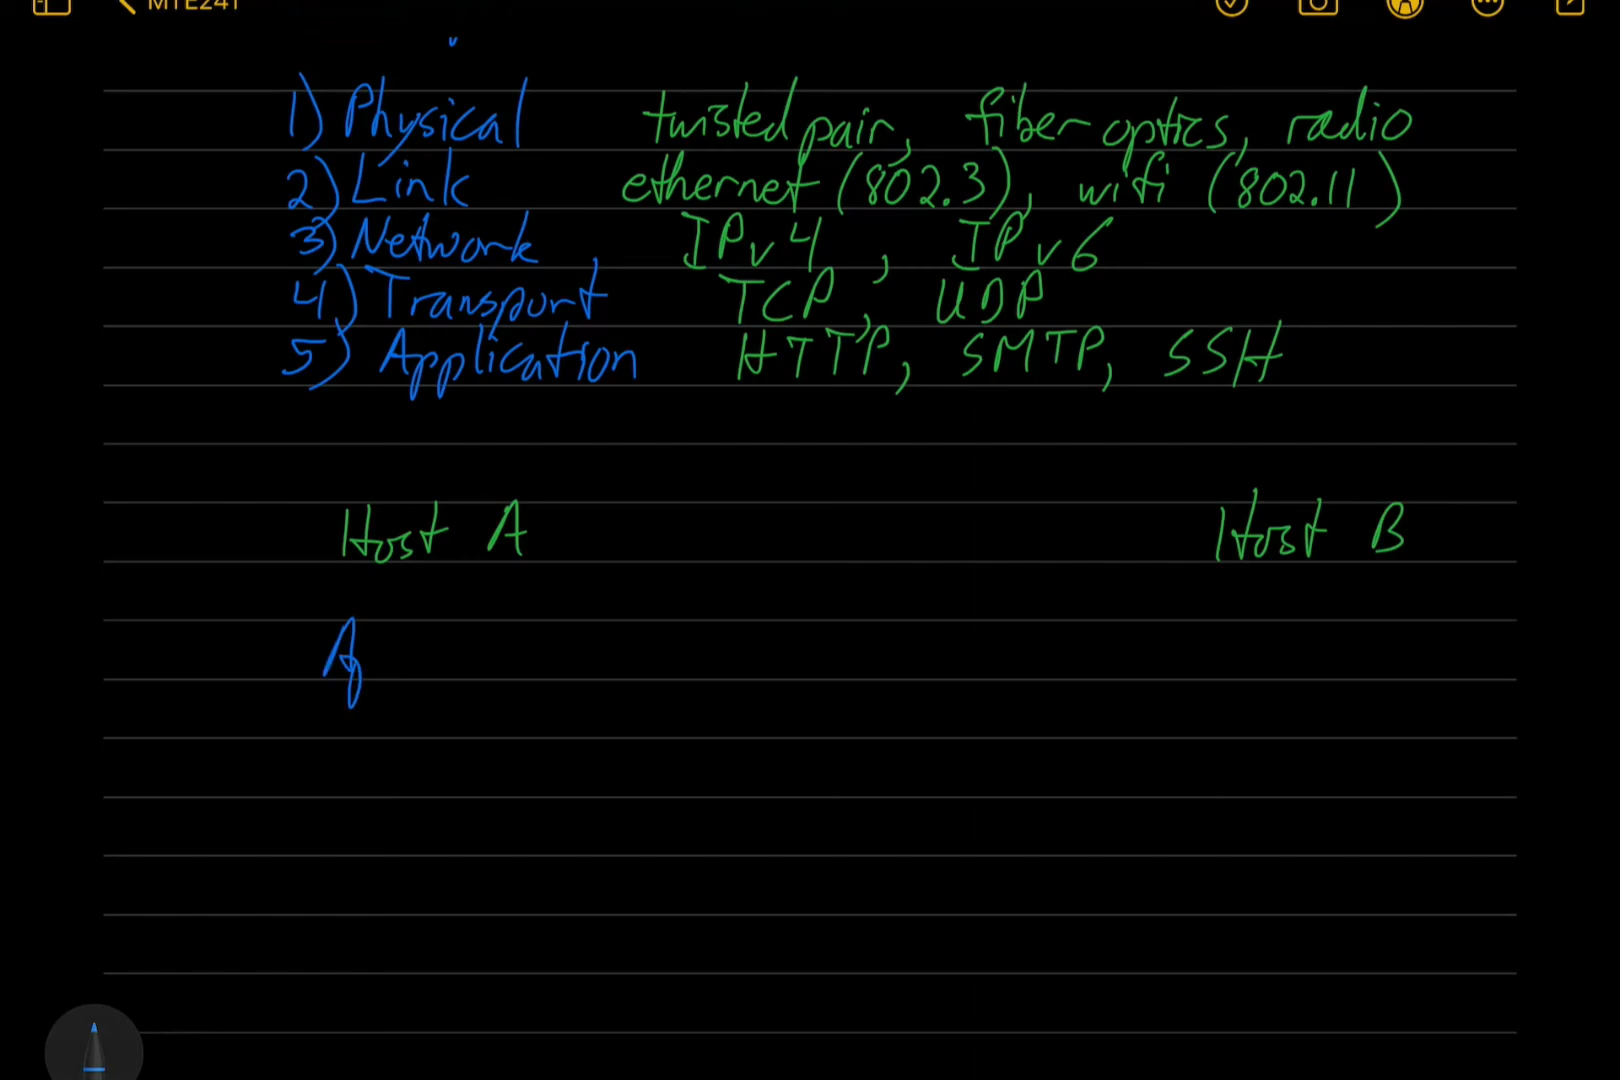 MTE241
1) Physical twisted pair, fiber optics, radio
2) Link ethernet (802.3), wifi (802.11)
3) Network IPv4, IPv6
4) Transport TCP, UDP
5) Application HTTP, SMTP, SSH
Host A Host B
A